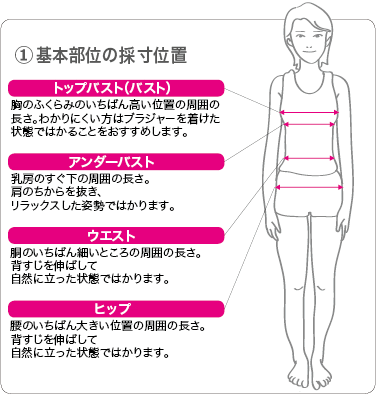 ①基本部位の採寸位置
トップバスト(バスト)
胸のふくらみのいちばん高い位置の周囲の
長さ。わかりにくい方はブラジャーを着けた
状態ではかることをおすすめします。
アンダーバスト
乳房のすぐ下の周囲の長さ。
肩のちからを抜き、
リラックスした姿勢ではかります。
ウエスト
胴のいちばん細いところの周囲の長さ。
背すじを伸ばして
自然に立った状態ではかります。
ヒップ
腰のいちばん大きい位置の周囲の長さ。
背すじを伸ばして
自然に立った状態ではかります。